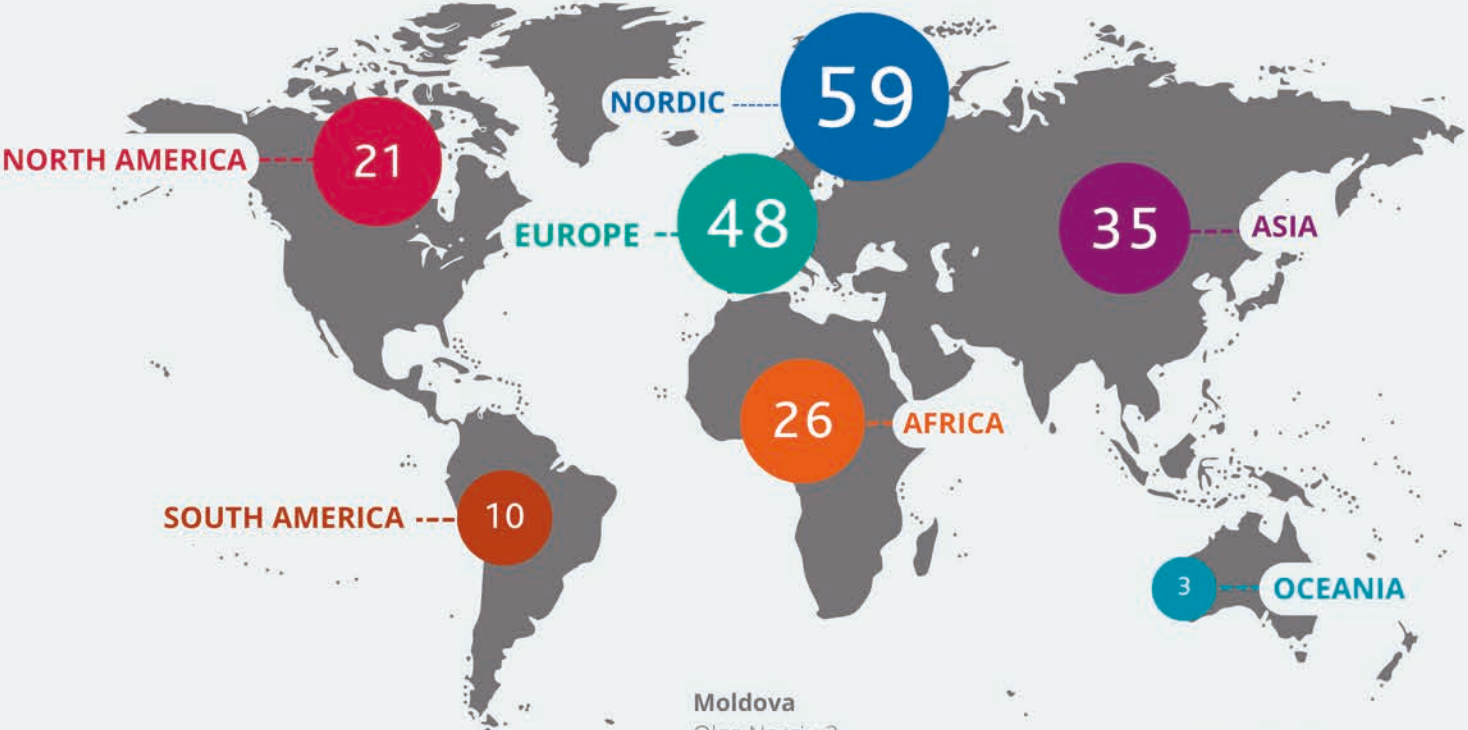 NORDIC
59
NORTH AMERICA
21
EUROPE
48
35
ASIA
26
AFRICA
SOUTH AMERICA
10
3
OCEANIA
Moldova